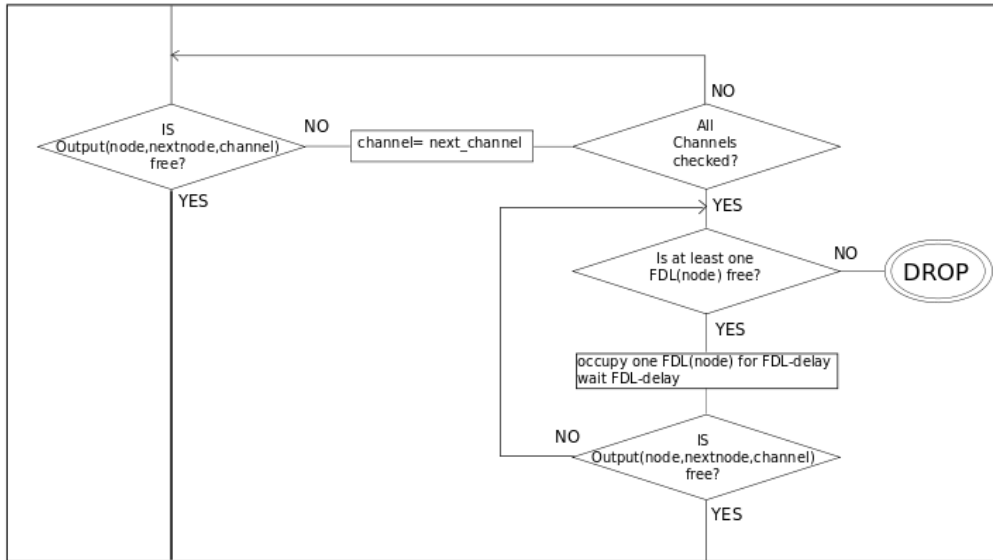 NO
IS
Output(node,nextnode,channel)
free?
NO
channel= next_channel
All
Channels
checked?
YES
YES
Is at least one
FDL(node) free?
NO
DROP
YES
occupy one FDL(node) for FDL-delay
wait FDL-delay
NO
IS
Output(node,nextnode,channel)
free?
YES